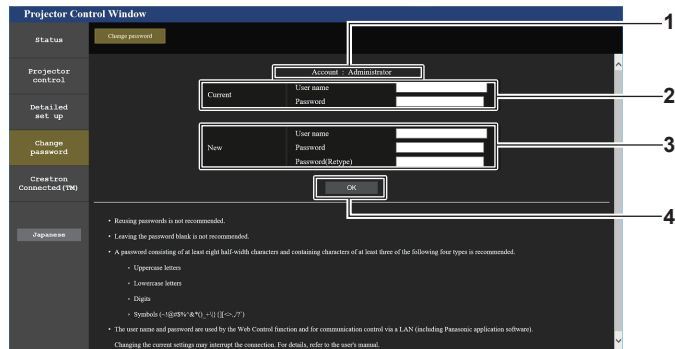 Projector Control Window
1
Status
Change password
Projector
control
Account : Administrator
Current
User name
Password
2
Detailed
set up
Change
password
New
User name
Password
Password(Retype)
3
Creston
Connected(TM)
OK
4
Japanese
• Reusing passwords is not recommended.
• Leaving the password blank is not recommended.
• A password consisting of at least eight half-width characters and containing characters of at least three of the following four types is recommended.
◦ Uppercase letters
◦ Lowercase letters
◦ Digits
◦ Symbols (~!@#$%^&*()_+\{}|[]<>.,/?`)
• The user name and password are used by the Web Control function and for communication control via a LAN (including Panasonic application software).
Changing the current settings may interrupt the connection. For details, refer to the user's manual.